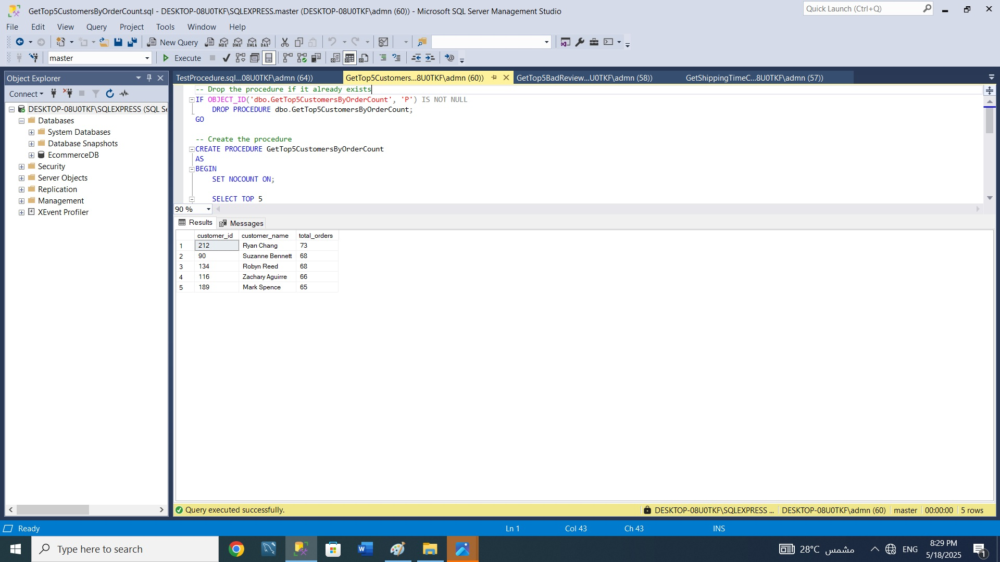 GetTop5CustomersByOrderCount.sql - DESKTOP-08U0TKF\SQLEXPRESS.master (DESKTOP-08U0TKF\admn (60)) - Microsoft SQL Server Management Studio
Quick Launch (Ctrl+Q)
File Edit View Query Project Tools Window Help
New Query MDX DMX XMLA DAX
master Execute
Object Explorer
TestProcedure.sql...08U0TKF\admn (64))
GetTop5Customers...8U0TKF\admn (60))
GetTop5BadReview...U0TKF\admn (58))
GetShippingTimeC...8U0TKF\admn (57))
Connect
DESKTOP-08U0TKF\SQLEXPRESS (SQL Se
Databases
System Databases
Database Snapshots
EcommerceDB
Security
Server Objects
Replication
Management
XEvent Profiler
-- Drop the procedure if it already exists
IF OBJECT_ID('dbo.GetTop5CustomersByOrderCount', 'P') IS NOT NULL
DROP PROCEDURE dbo.GetTop5CustomersByOrderCount;
GO
-- Create the procedure
CREATE PROCEDURE GetTop5CustomersByOrderCount
AS
BEGIN
SET NOCOUNT ON;
SELECT TOP 5
90 %
Results Messages
customer_id customer_name total_orders
1 212 Ryan Chang 73
2 90 Suzanne Bennett 68
3 134 Robyn Reed 68
4 116 Zachary Aguirre 66
5 189 Mark Spence 65
Query executed successfully.
DESKTOP-08U0TKF\SQLEXPRESS ... DESKTOP-08U0TKF\admn (60) master 00:00:00 5 rows
Ready Ln 1 Col 43 Ch 43 INS
Type here to search
28°C مشمس
ENG
8:29 PM
5/18/2025
1